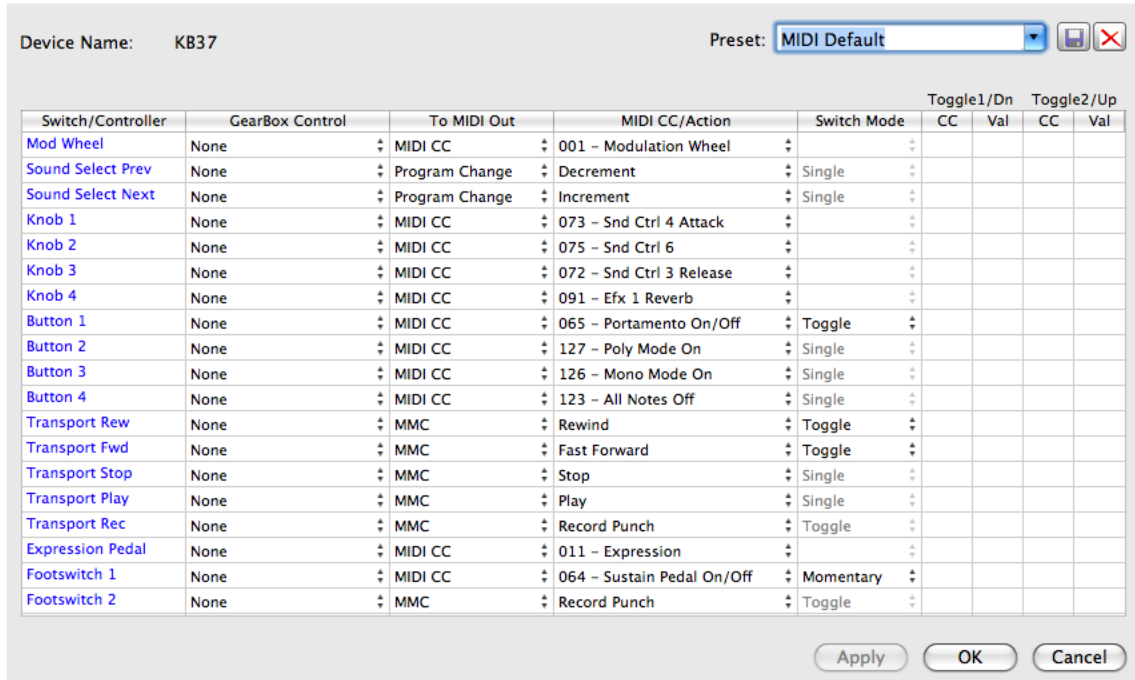 Device Name: KB37 Preset: MIDI Default
Toggle1/Dn Toggle2/Up
Switch/Controller GearBox Control To MIDI Out MIDI CC/Action Switch Mode CC Val CC Val
Mod Wheel None MIDI CC 001 – Modulation Wheel
Sound Select Prev None Program Change Decrement Single
Sound Select Next None Program Change Increment Single
Knob 1 None MIDI CC 073 – Snd Ctrl 4 Attack
Knob 2 None MIDI CC 075 – Snd Ctrl 6
Knob 3 None MIDI CC 072 – Snd Ctrl 3 Release
Knob 4 None MIDI CC 091 – Efx 1 Reverb
Button 1 None MIDI CC 065 – Portamento On/Off Toggle
Button 2 None MIDI CC 127 – Poly Mode On Single
Button 3 None MIDI CC 126 – Mono Mode On Single
Button 4 None MIDI CC 123 – All Notes Off Single
Transport Rew None MMC Rewind Toggle
Transport Fwd None MMC Fast Forward Toggle
Transport Stop None MMC Stop Single
Transport Play None MMC Play Single
Transport Rec None MMC Record Punch Toggle
Expression Pedal None MIDI CC 011 – Expression
Footswitch 1 None MIDI CC 064 – Sustain Pedal On/Off Momentary
Footswitch 2 None MMC Record Punch Toggle
Apply OK Cancel